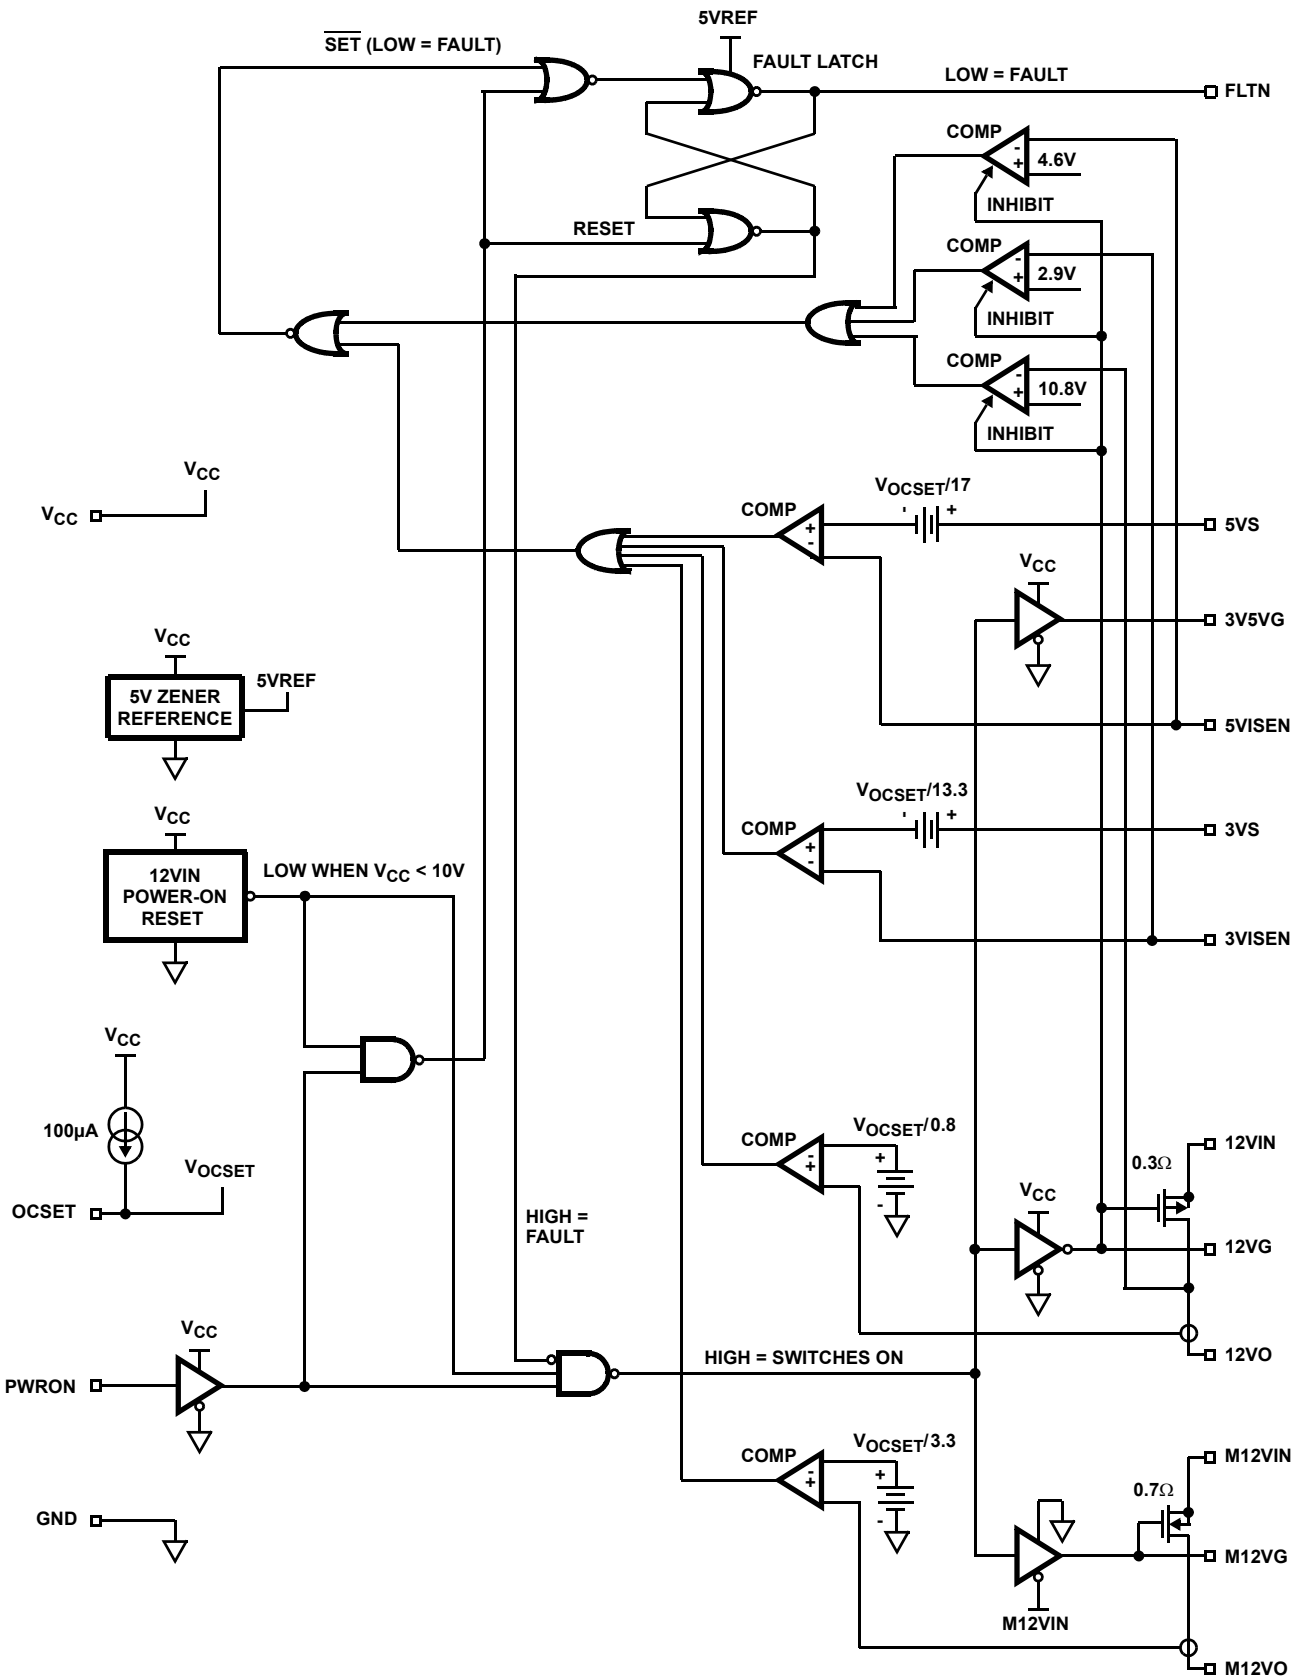 5VREF
SET (LOW = FAULT)
FAULT LATCH
LOW = FAULT
FLTN
COMP
-
+
4.6V
INHIBIT
RESET
COMP
-
+
2.9V
INHIBIT
COMP
-
+
10.8V
INHIBIT
VCC
VCC
VOCSET/17
- +
COMP
+
-
5VS
VCC
3V5VG
VCC
5V ZENER
REFERENCE
5VREF
5VISEN
VOCSET/13.3
- +
COMP
+
-
3VS
VCC
12VIN
POWER-ON
RESET
LOW WHEN VCC < 10V
3VISEN
VCC
100µA
VOCSET
OCSET
VOCSET/0.8
COMP
-
+
+
-
12VIN
0.3Ω
VCC
12VG
HIGH =
FAULT
12VO
VCC
PWRON
HIGH = SWITCHES ON
VOCSET/3.3
COMP
-
+
+
-
M12VIN
0.7Ω
GND
M12VG
M12VIN
M12VO